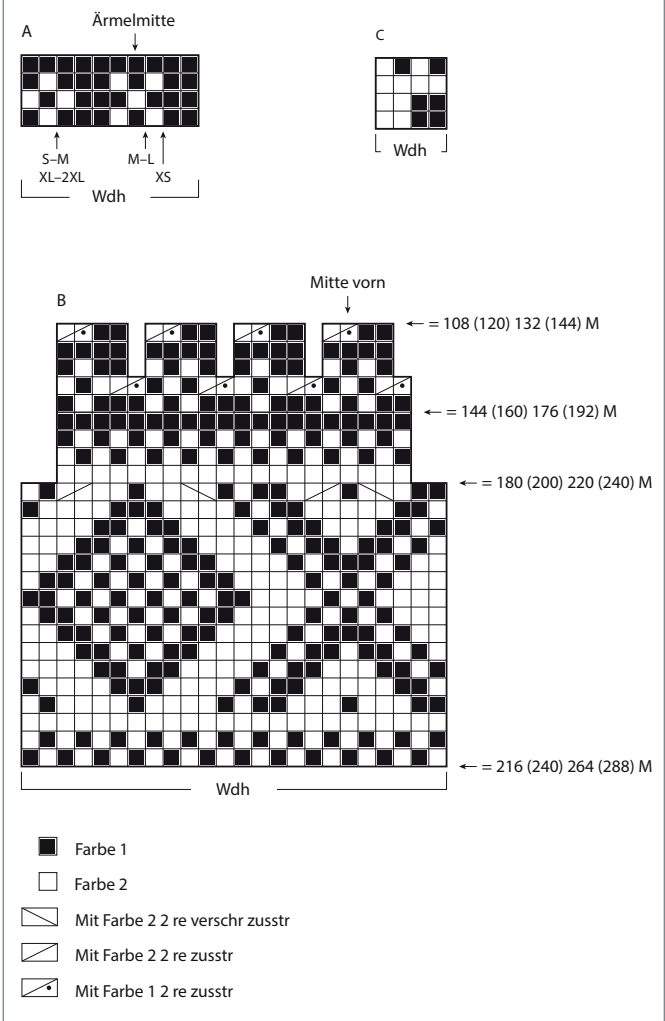 Ärmelmitte
A
C
S–M
M–L
XL–2XL
XS
Wdh
Wdh
Mitte vorn
B
= 108 (120) 132 (144) M
= 144 (160) 176 (192) M
= 180 (200) 220 (240) M
= 216 (240) 264 (288) M
Wdh
Farbe 1
Farbe 2
Mit Farbe 2 2 re verschr zusstr
Mit Farbe 2 2 re zusstr
Mit Farbe 1 2 re zusstr